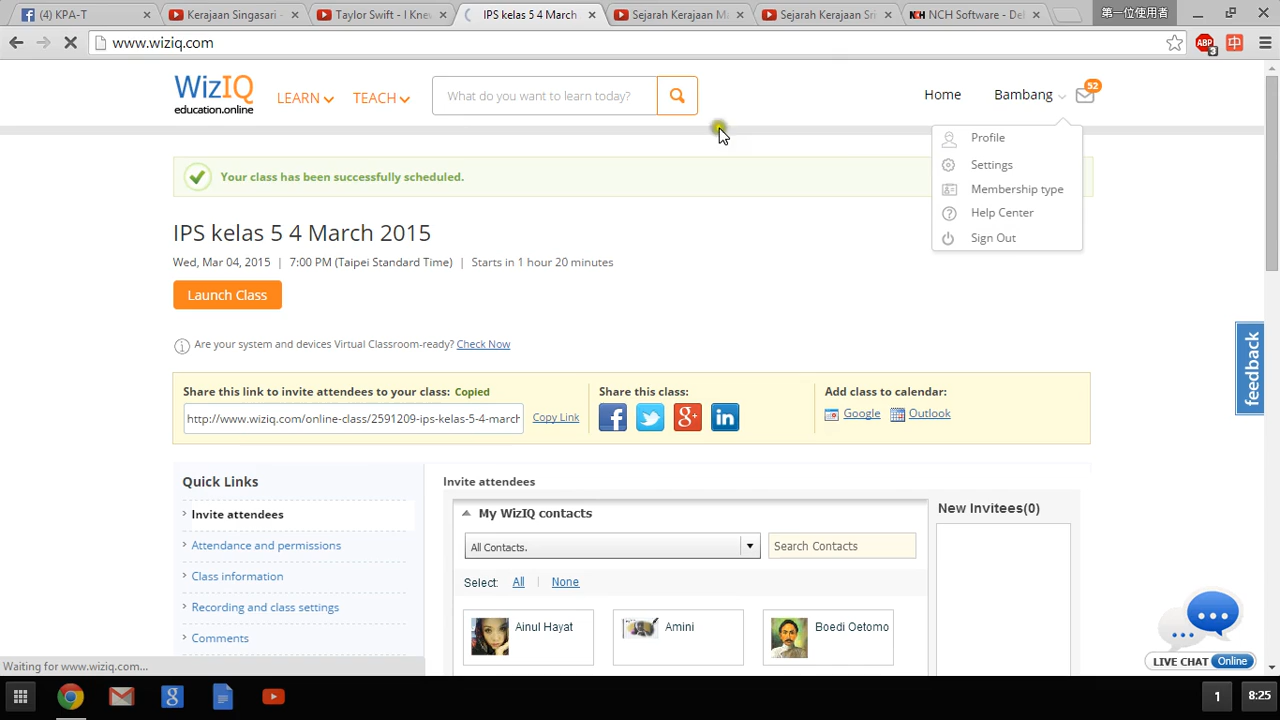 (4) KPA-T
Kerajaan Singasari -
Taylor Swift - I Knew
IPS kelas 5 4 March
Sejarah Kerajaan M
Sejarah Kerajaan Sin
NCH Software - Del
第一位使用者
www.wiziq.com
ABP
3
中
WizIQ
education.online
LEARN
TEACH
What do you want to learn today?
Home
Bambang
52
Profile
Settings
Membership type
Help Center
Sign Out
Your class has been successfully scheduled.
IPS kelas 5 4 March 2015
Wed, Mar 04, 2015 | 7:00 PM (Taipei Standard Time) | Starts in 1 hour 20 minutes
Launch Class
Are your system and devices Virtual Classroom-ready? Check Now
feedback
Share this link to invite attendees to your class: Copied
http://www.wiziq.com/online-class/2591209-ips-kelas-5-4-march
Copy Link
Share this class:
Add class to calendar:
Google
Outlook
Quick Links
Invite attendees
Attendance and permissions
Class information
Recording and class settings
Comments
Invite attendees
My WizIQ contacts
All Contacts.
Search Contacts
Select: All | None
Ainul Hayat
Amini
Boedi Oetomo
New Invitees(0)
LIVE CHAT Online
Waiting for www.wiziq.com...
1
8:25